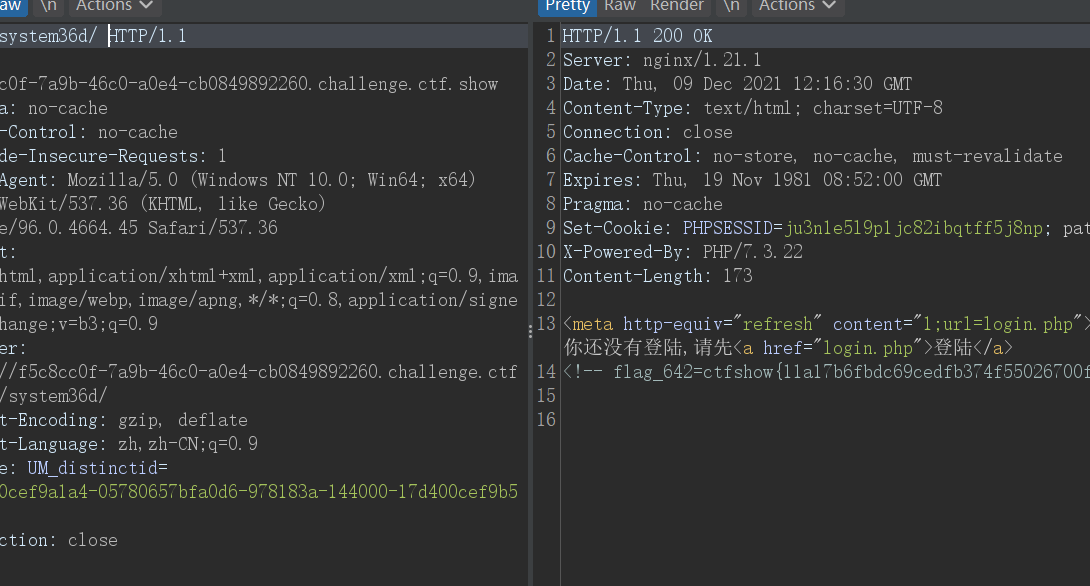 aw \n Actions
Pretty Raw Render \n Actions
system36d/ HTTP/1.1
c0f-7a9b-46c0-a0e4-cb0849892260.challenge.ctf.show
a: no-cache
-Control: no-cache
de-Insecure-Requests: 1
Agent: Mozilla/5.0 (Windows NT 10.0; Win64; x64)
WebKit/537.36 (KHTML, like Gecko)
e/96.0.4664.45 Safari/537.36
t:
html,application/xhtml+xml,application/xml;q=0.9,ima
if,image/webp,image/apng,*/*;q=0.8,application/signe
hange;v=b3;q=0.9
er:
//f5c8cc0f-7a9b-46c0-a0e4-cb0849892260.challenge.ctf
/system36d/
t-Encoding: gzip, deflate
t-Language: zh,zh-CN;q=0.9
e: UM_distinctid=
0cef9a1a4-05780657bfa0d6-978183a-144000-17d400cef9b5
ction: close
1 HTTP/1.1 200 OK
2 Server: nginx/1.21.1
3 Date: Thu, 09 Dec 2021 12:16:30 GMT
4 Content-Type: text/html; charset=UTF-8
5 Connection: close
6 Cache-Control: no-store, no-cache, must-revalidate
7 Expires: Thu, 19 Nov 1981 08:52:00 GMT
8 Pragma: no-cache
9 Set-Cookie: PHPSESSID=ju3nle5l9pljc82ibqtff5j8np; pat
10 X-Powered-By: PHP/7.3.22
11 Content-Length: 173
12
13 <meta http-equiv="refresh" content="1;url=login.php">
你还没有登陆,请先<a href="login.php">登陆</a>
14 <!-- flag_642=ctfshow{11a17b6fbdc69cedfb374f55026700f
15
16